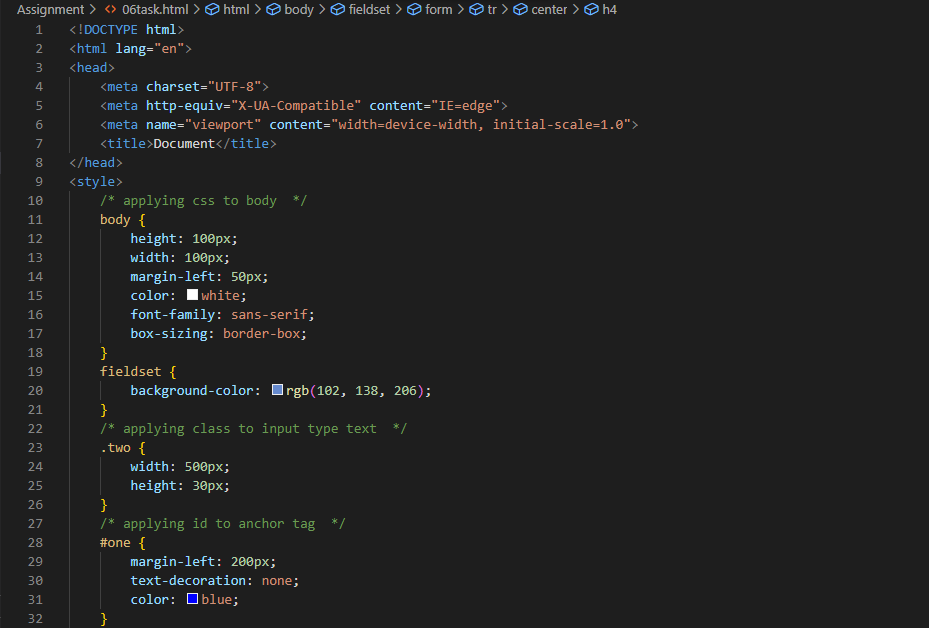 Assignment > <> 06task.html > html > body > fieldset > form > tr > center > h4
1 <!DOCTYPE html>
2 <html lang="en">
3 <head>
4 <meta charset="UTF-8">
5 <meta http-equiv="X-UA-Compatible" content="IE=edge">
6 <meta name="viewport" content="width=device-width, initial-scale=1.0">
7 <title>Document</title>
8 </head>
9 <style>
10 /* applying css to body  */
11 body {
12 height: 100px;
13 width: 100px;
14 margin-left: 50px;
15 color: white;
16 font-family: sans-serif;
17 box-sizing: border-box;
18 }
19 fieldset {
20 background-color: rgb(102, 138, 206);
21 }
22 /* applying class to input type text  */
23 .two {
24 width: 500px;
25 height: 30px;
26 }
27 /* applying id to anchor tag  */
28 #one {
29 margin-left: 200px;
30 text-decoration: none;
31 color: blue;
32 }